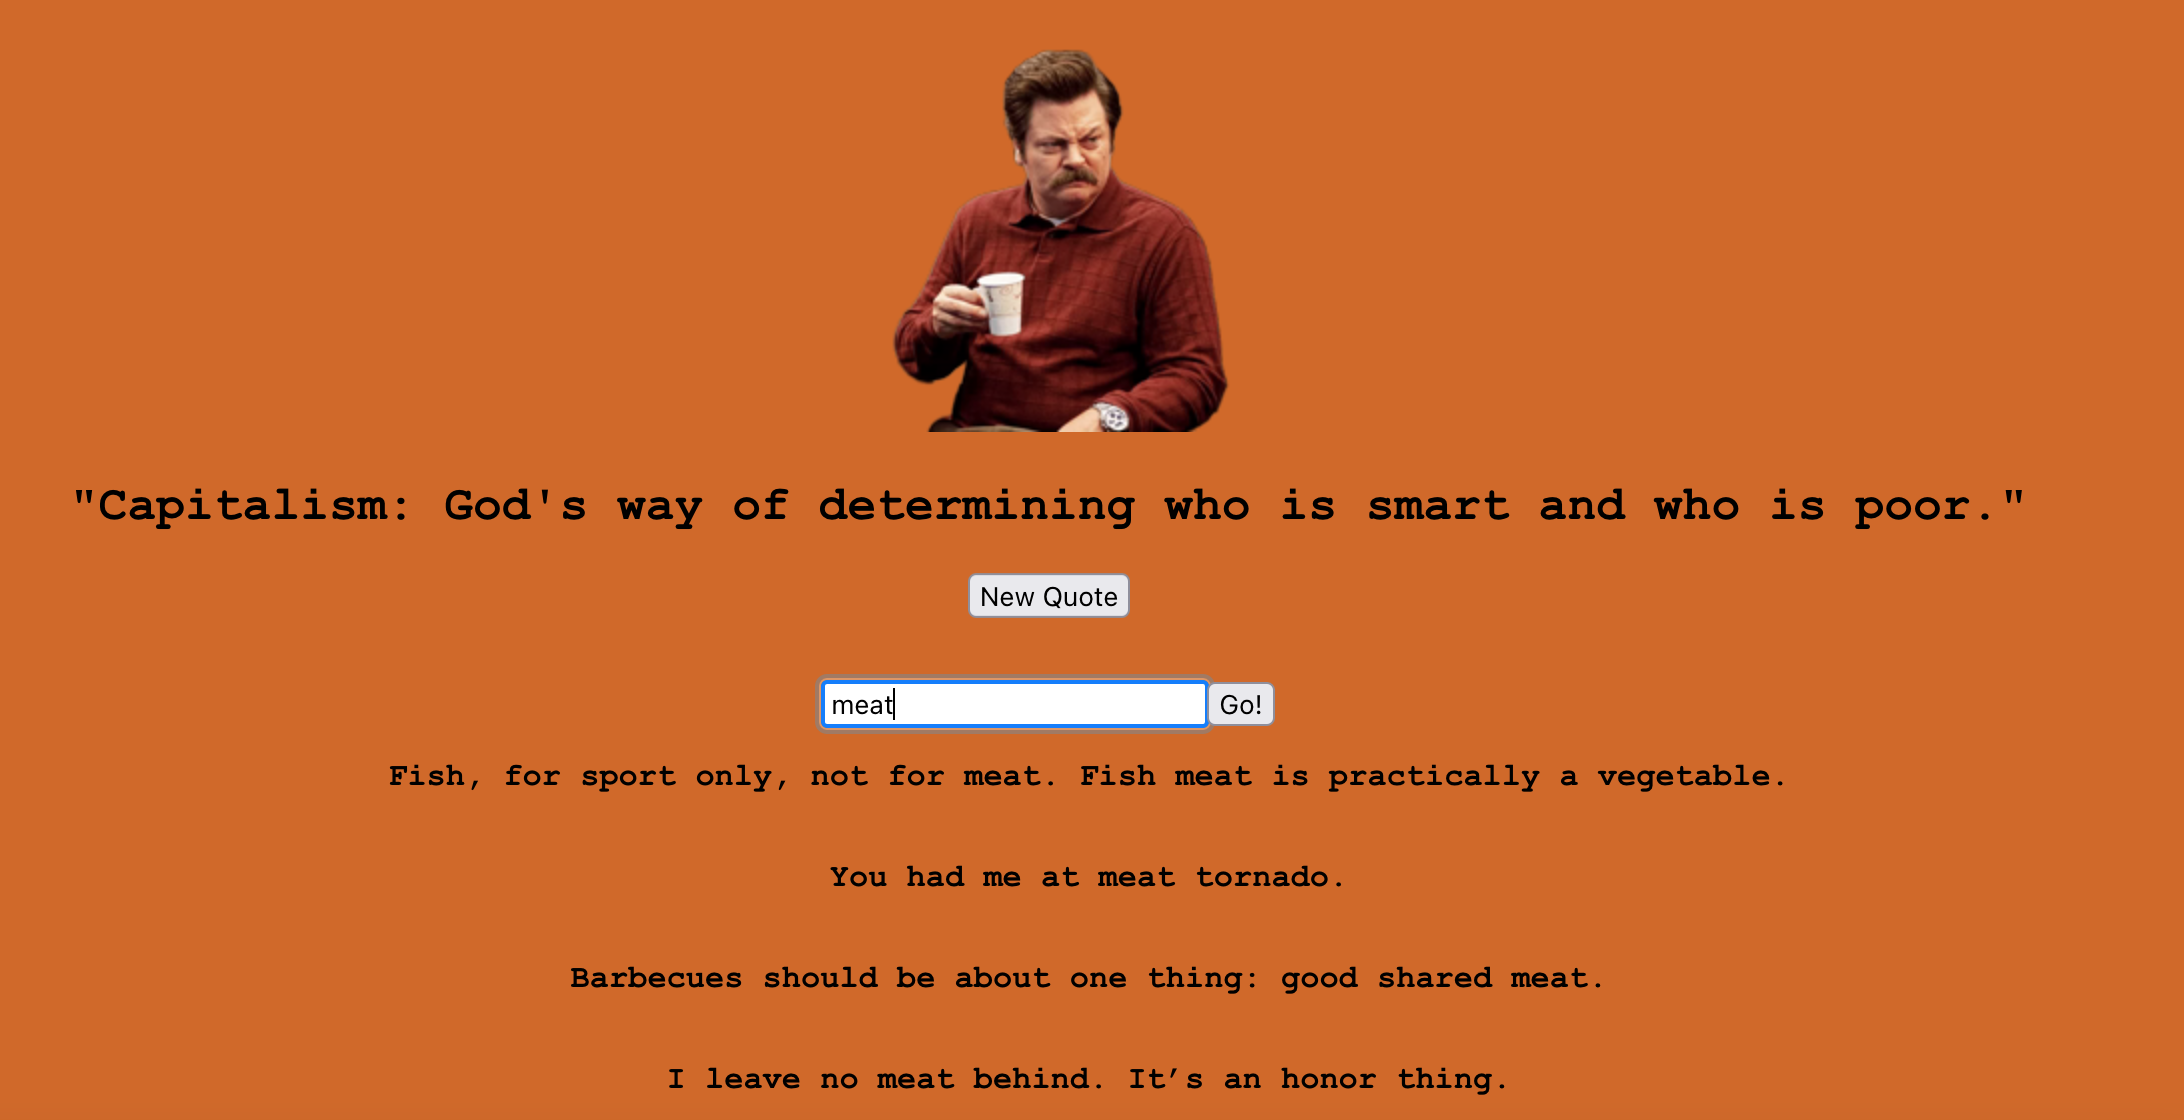 "Capitalism: God's way of determining who is smart and who is poor."
New Quote
meat
Go!
Fish, for sport only, not for meat. Fish meat is practically a vegetable.
You had me at meat tornado.
Barbecues should be about one thing: good shared meat.
I leave no meat behind. It’s an honor thing.